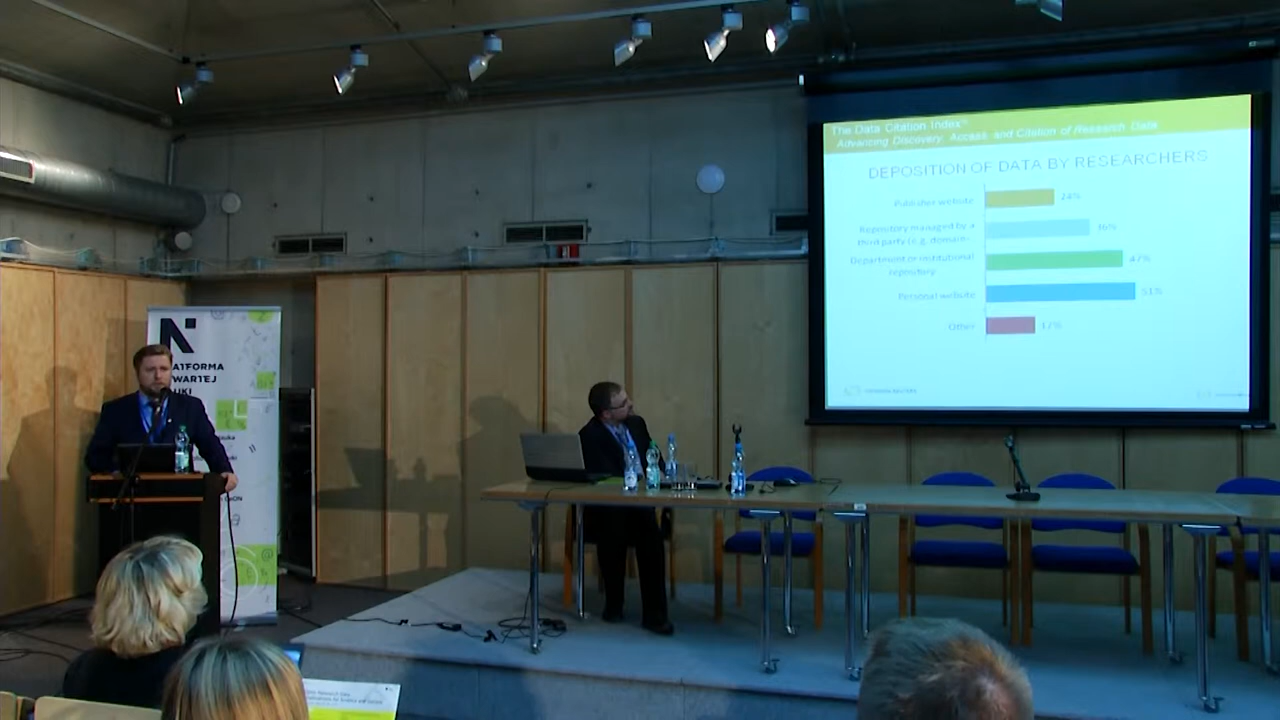 The Data Citation Index
Advancing Discovery, Access and Citation of Research Data
DEPOSITION OF DATA BY RESEARCHERS
Publisher website 24%
Repository managed by a
third party (e.g. domain-
Department or institutional
repository 47%
Personal website 51%
Other 17%
N
ATFORMA
WARTEJ
UKI